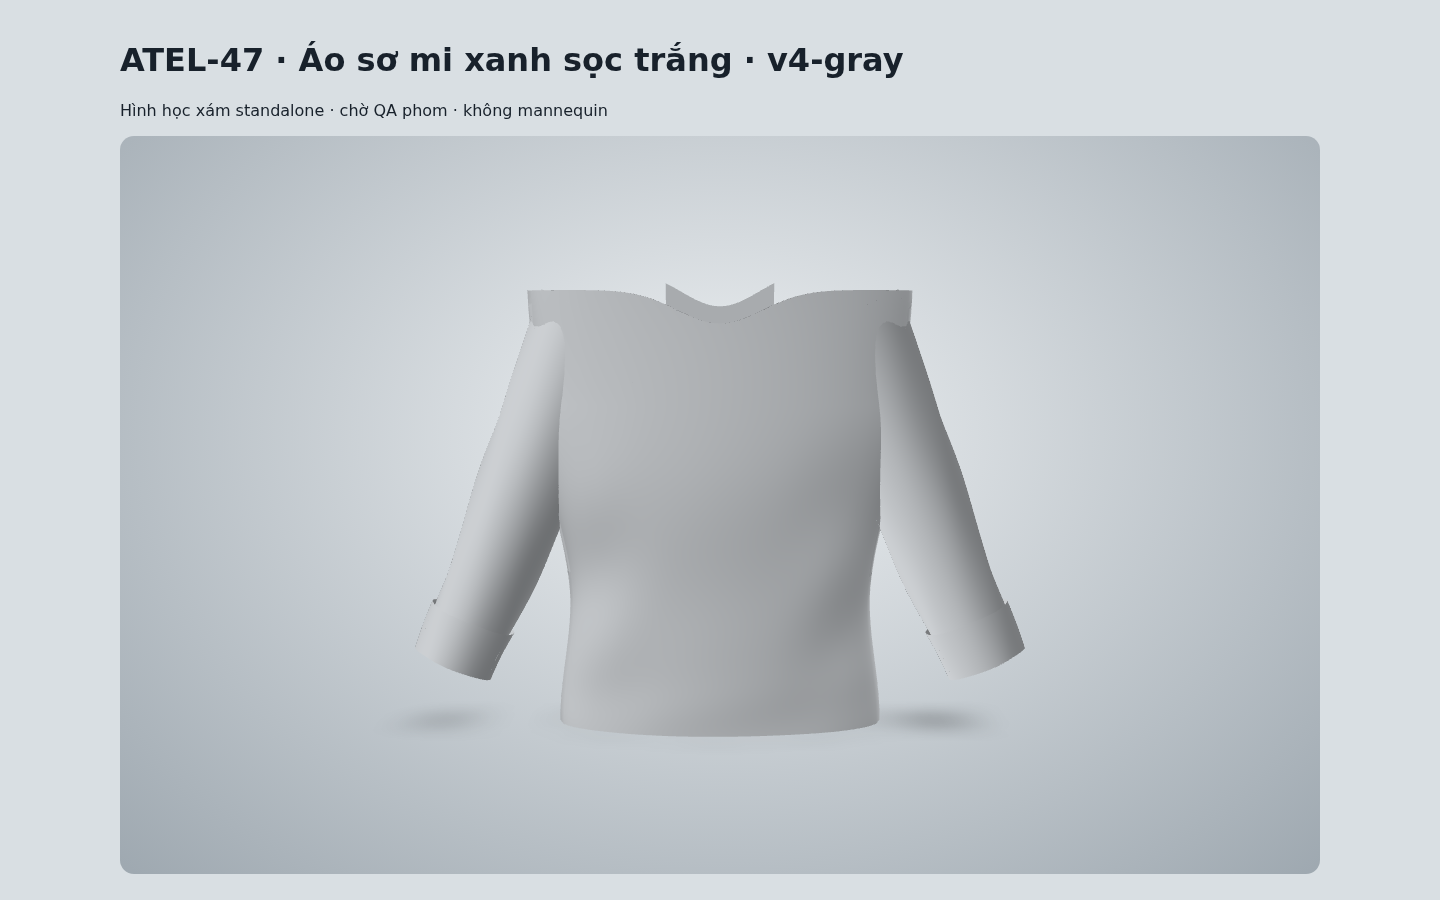 ATEL-47 · Áo sơ mi xanh sọc trắng · v4-gray
Hình học xám standalone · chờ QA phom · không mannequin